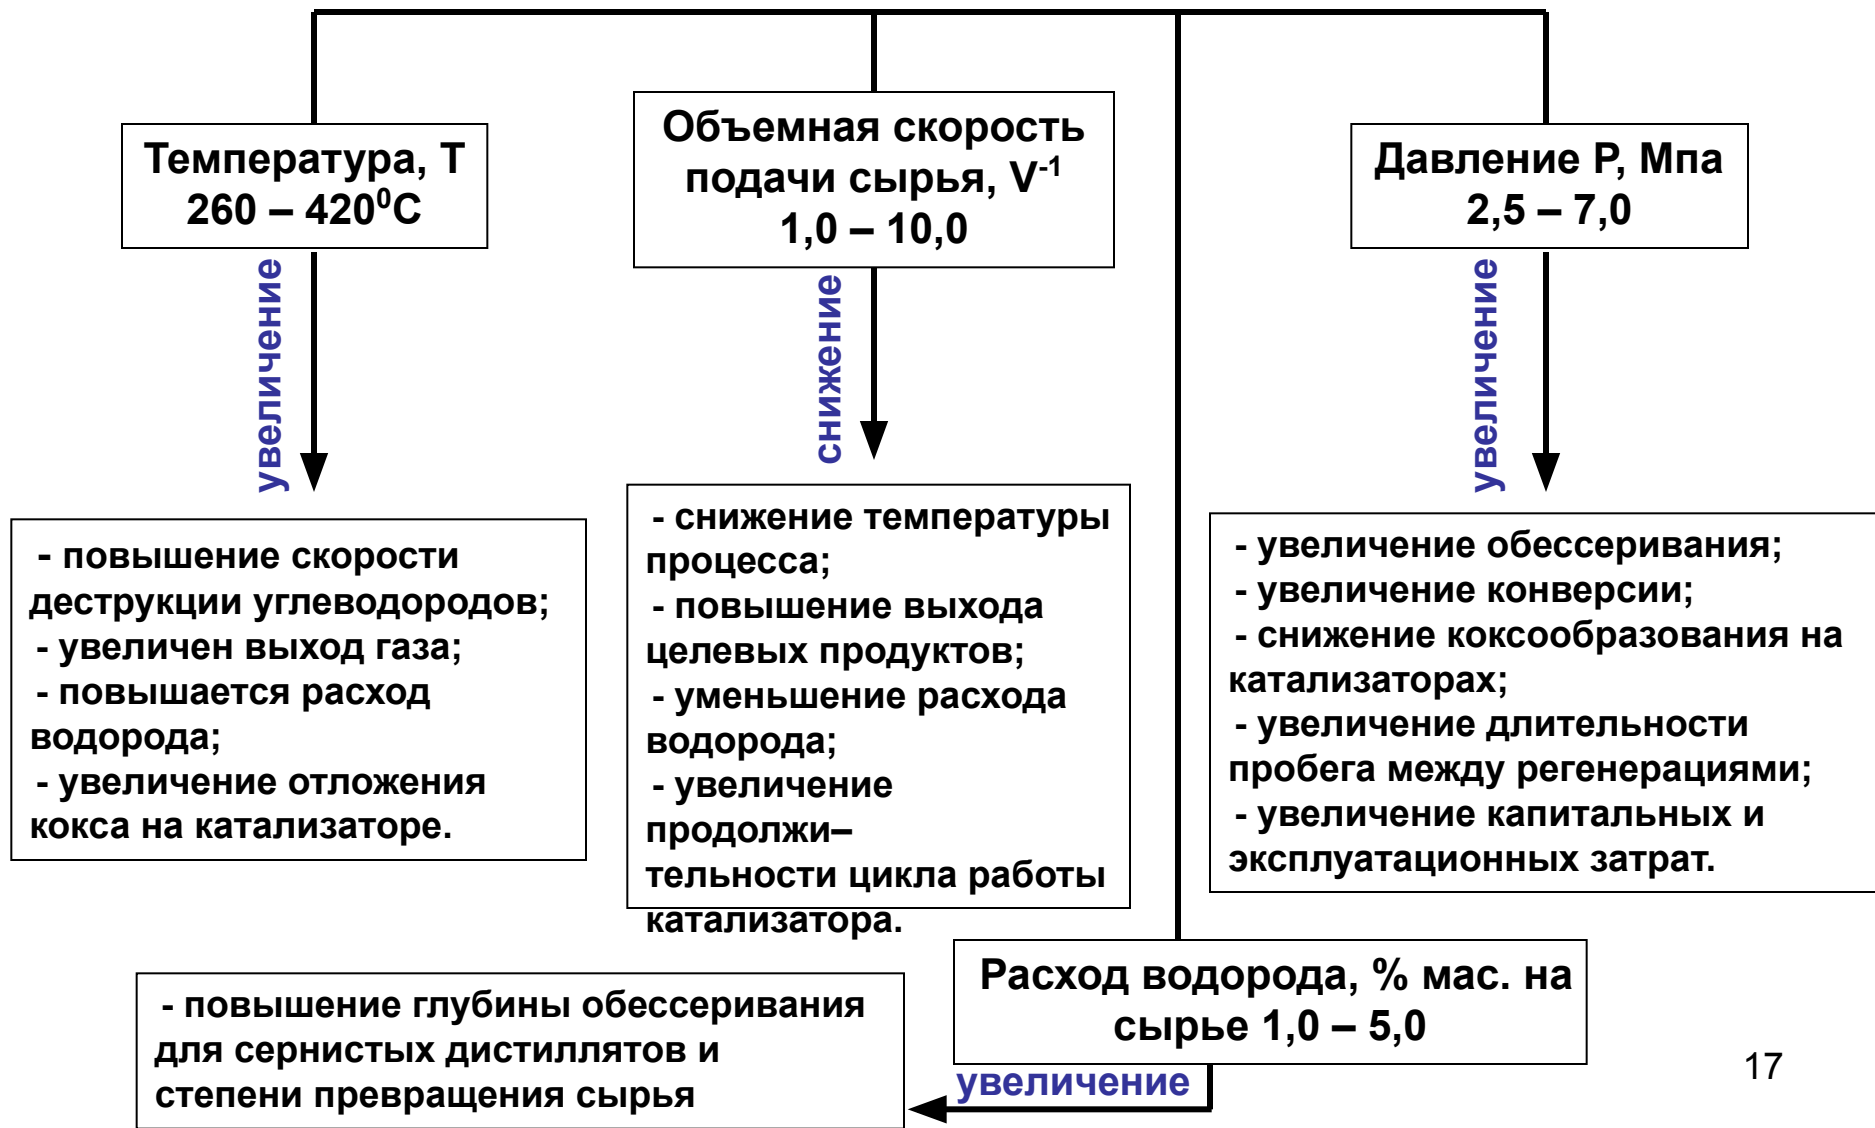 Температура, Т
260 – 420⁰С
увеличение
- повышение скорости
деструкции углеводородов;
- увеличен выход газа;
- повышается расход
водорода;
- увеличение отложения
кокса на катализаторе.
Объемная скорость
подачи сырья, V⁻¹
1,0 – 10,0
снижение
- снижение температуры
процесса;
- повышение выхода
целевых продуктов;
- уменьшение расхода
водорода;
- увеличение
продолжи–
тельности цикла работы
катализатора.
Давление Р, Мпа
2,5 – 7,0
увеличение
- увеличение обессеривания;
- увеличение конверсии;
- снижение коксообразования на
катализаторах;
- увеличение длительности
пробега между регенерациями;
- увеличение капитальных и
эксплуатационных затрат.
Расход водорода, % мас. на
сырье 1,0 – 5,0
увеличение
- повышение глубины обессеривания
для сернистых дистиллятов и
степени превращения сырья
17